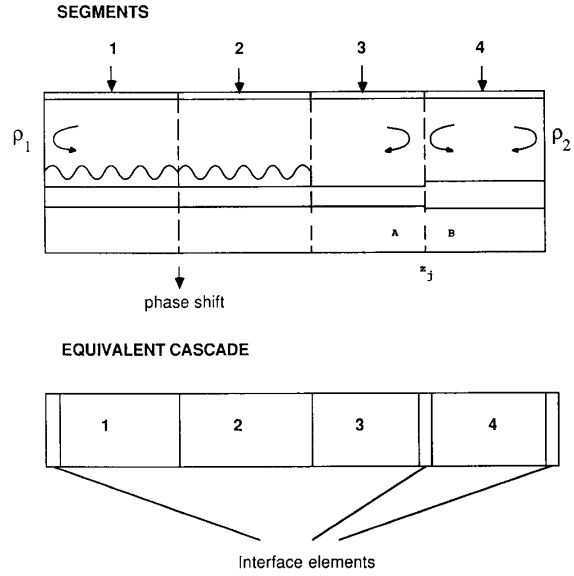 SEGMENTS
1 2 3 4
ρ1 ρ2
A B
zj
phase shift
EQUIVALENT CASCADE
1 2 3 4
Interface elements